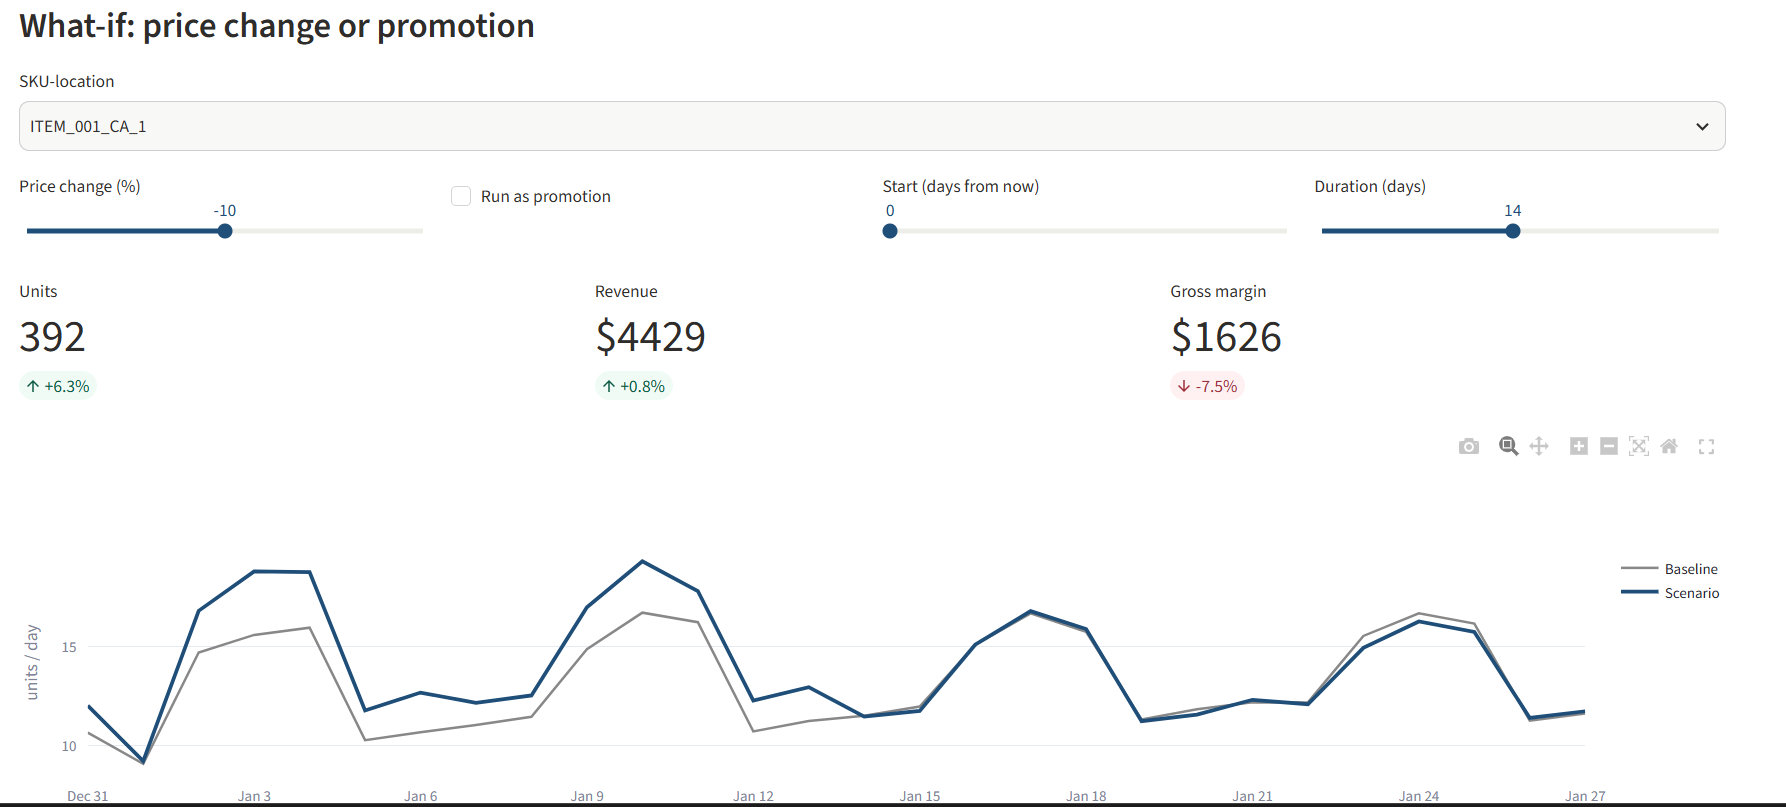 What-if: price change or promotion
SKU-location
ITEM_001_CA_1
Price change (%)
-10
Run as promotion
Start (days from now)
0
Duration (days)
14
Units
392
↑ +6.3%
Revenue
$4429
↑ +0.8%
Gross margin
$1626
↓ -7.5%
Baseline
Scenario
units / day
15
10
Dec 31 Jan 3 Jan 6 Jan 9 Jan 12 Jan 15 Jan 18 Jan 21 Jan 24 Jan 27